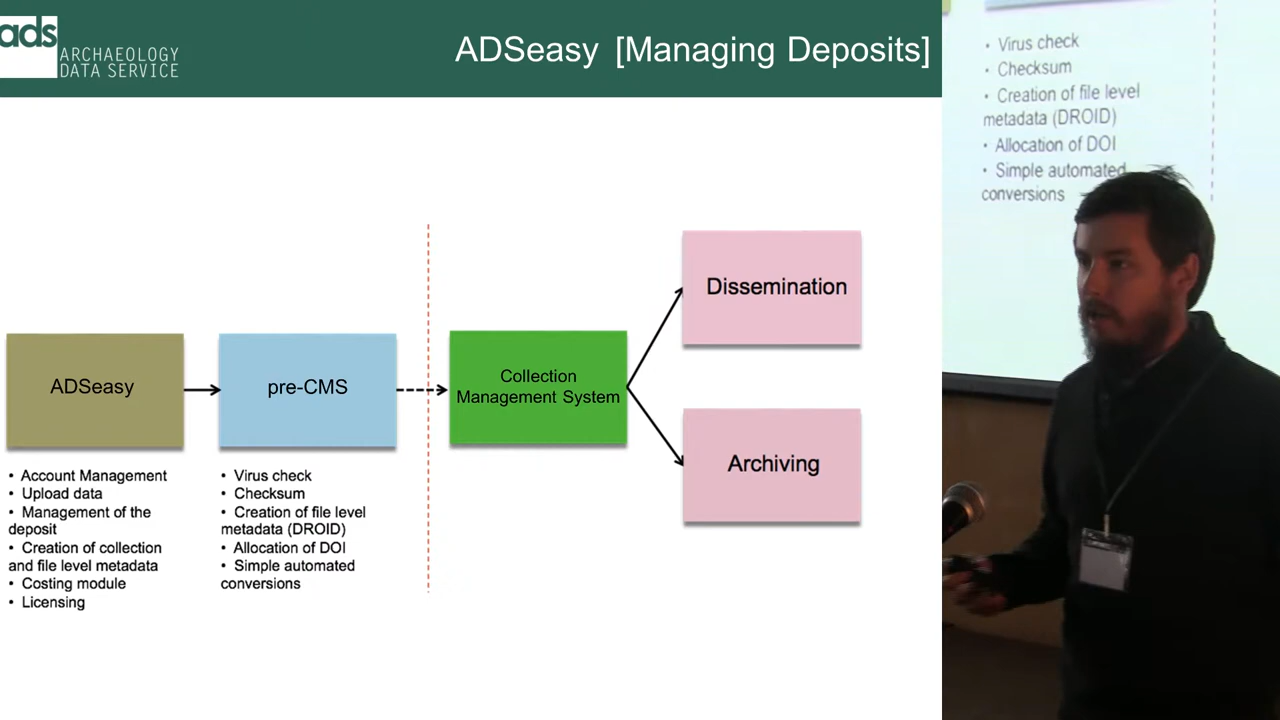 ads
ARCHAEOLOGY
DATA SERVICE
ADSeasy [Managing Deposits]
ADSeasy
pre-CMS
Collection
Management System
Dissemination
Archiving
• Account Management
• Upload data
• Management of the
deposit
• Creation of collection
and file level metadata
• Costing module
• Licensing
• Virus check
• Checksum
• Creation of file level
metadata (DROID)
• Allocation of DOI
• Simple automated
conversions
• Virus check
• Checksum
• Creation of file level
metadata (DROID)
• Allocation of DOI
• Simple automated
conversions